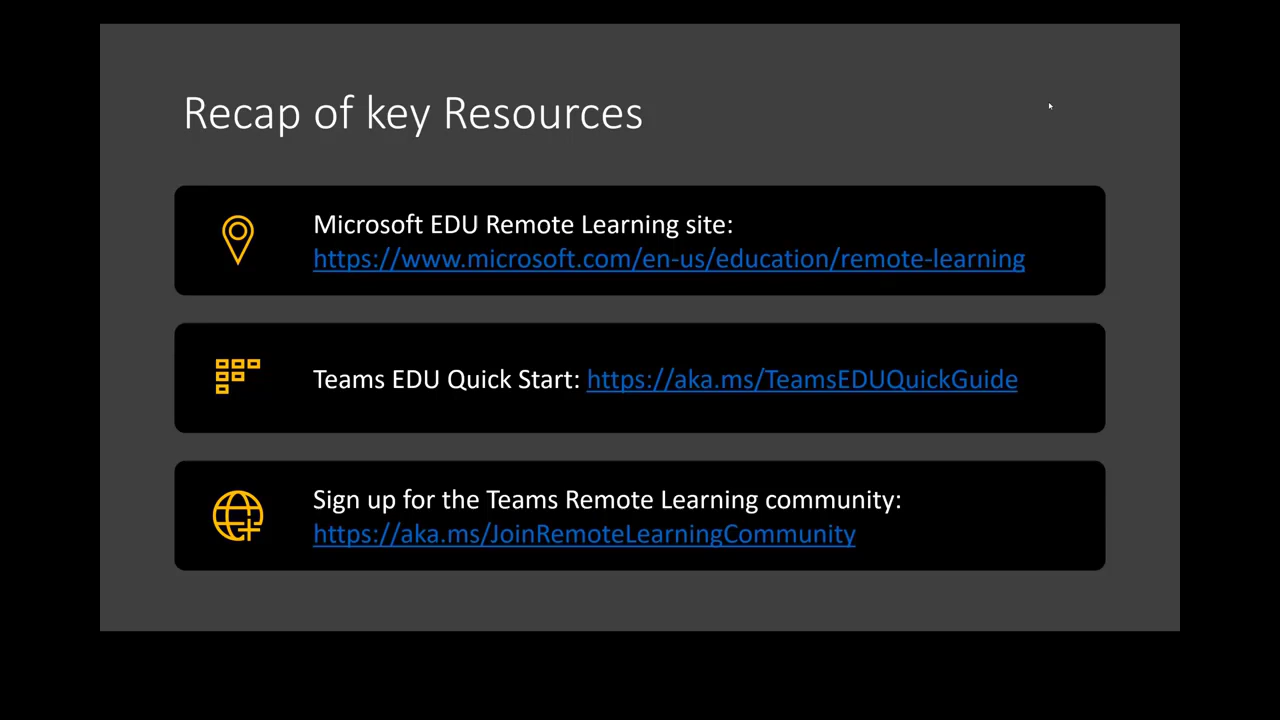 Recap of key Resources
Microsoft EDU Remote Learning site:
https://www.microsoft.com/en-us/education/remote-learning
Teams EDU Quick Start: https://aka.ms/TeamsEDUQuickGuide
Sign up for the Teams Remote Learning community:
https://aka.ms/JoinRemoteLearningCommunity